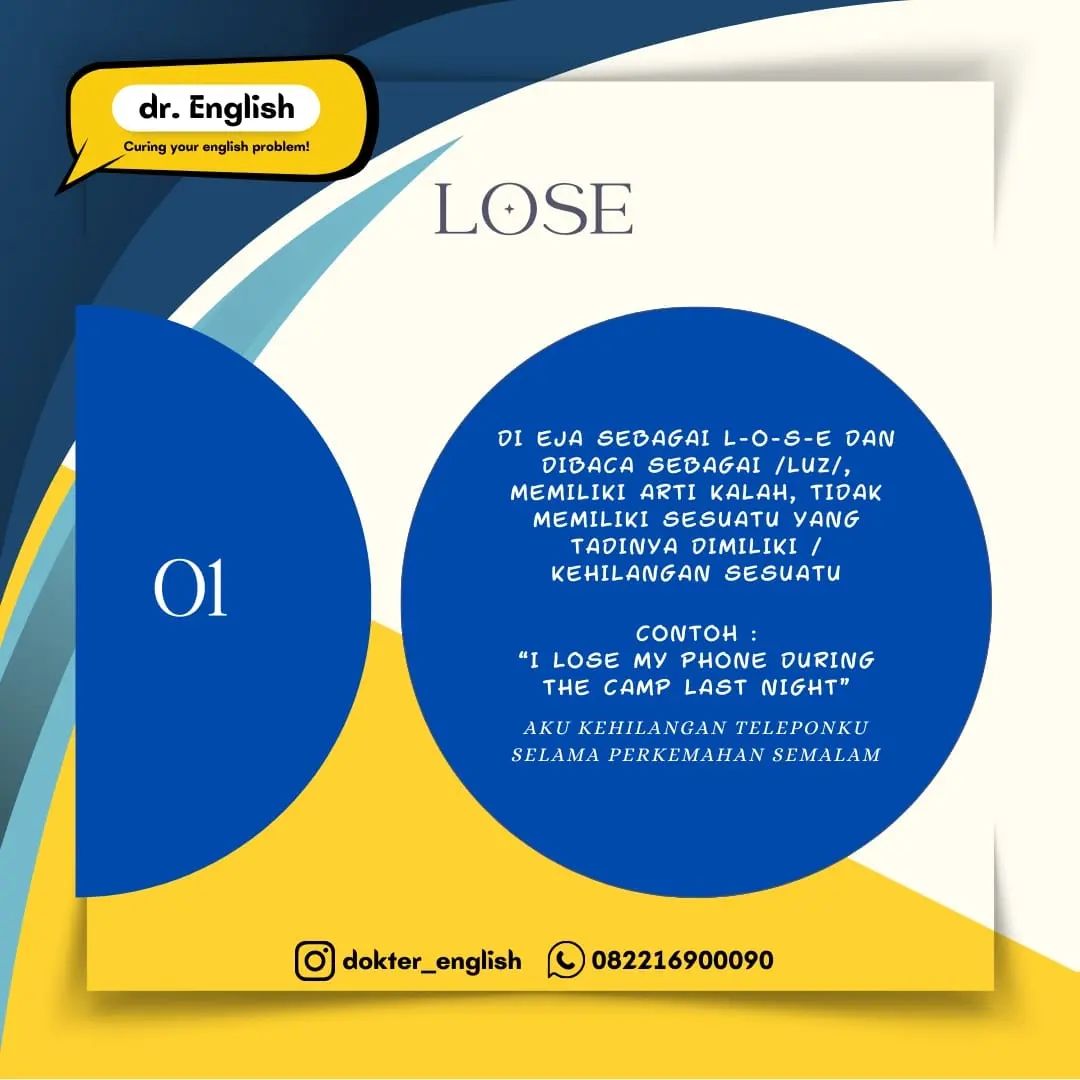 dr. English
Curing your english problem!
LOSE
01
DI EJA SEBAGAI L-O-S-E DAN
DIBACA SEBAGAI /LUZ/,
MEMILIKI ARTI KALAH, TIDAK
MEMILIKI SESUATU YANG
TADINYA DIMILIKI /
KEHILANGAN SESUATU
CONTOH :
“I LOSE MY PHONE DURING
THE CAMP LAST NIGHT”
AKU KEHILANGAN TELEPONKU
SELAMA PERKEMAHAN SEMALAM
dokter_english 082216900090